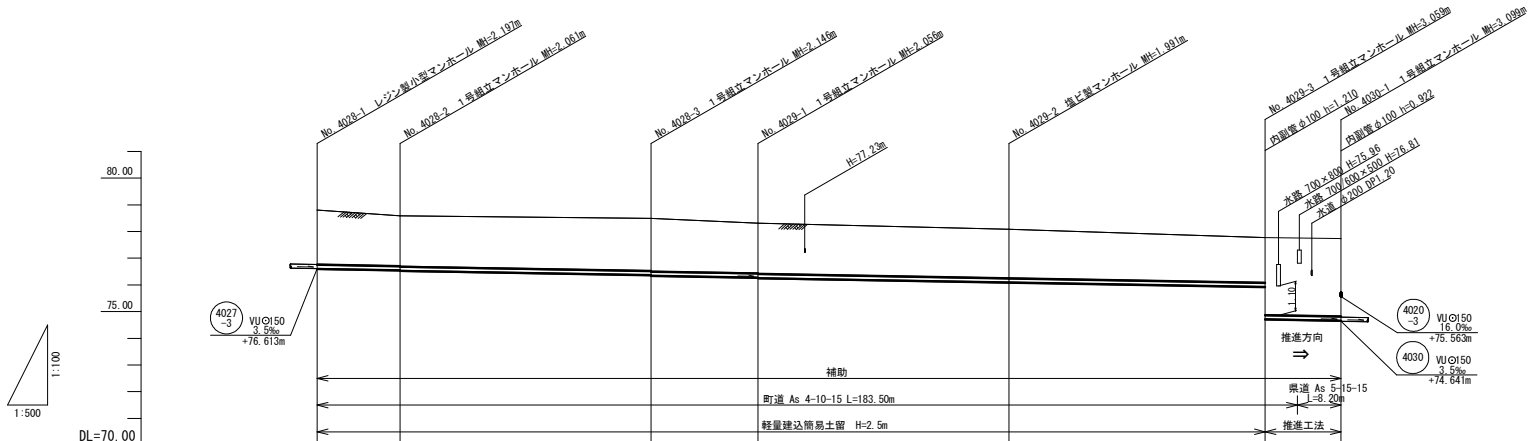 No 4028-1 レジン製小型マンホール MH=2.197m
No 4028-2 1号組立マンホール MH=2.061m
No 4028-3 1号組立マンホール MH=2.146m
No 4029-1 1号組立マンホール MH=2.056m
No 4029-2 塩ビ製マンホール MH=1.991m
No 4029-3 1号組立マンホール MH=3.059m
内副管φ100 h=1.210
No 4030-1 1号組立マンホール MH=3.099m
内副管φ100 h=0.922
H=77.23m
水路 700×800 H=75.96
水路 700/600×500 H=76.81
水道 φ200 DP1.20
80.00
75.00
DL=70.00
1:100
1:500
4027
-3
VU⊙150
3.5‰
+76.613m
1.10
推進方向
⇒
4020
-3
VU⊙150
16.0‰
+75.563m
4030
VU⊙150
3.5‰
+74.641m
補助
町道 As 4-10-15 L=183.50m
県道 As 5-15-15
L=8.20m
軽量建込簡易土留 H=2.5m
推進工法